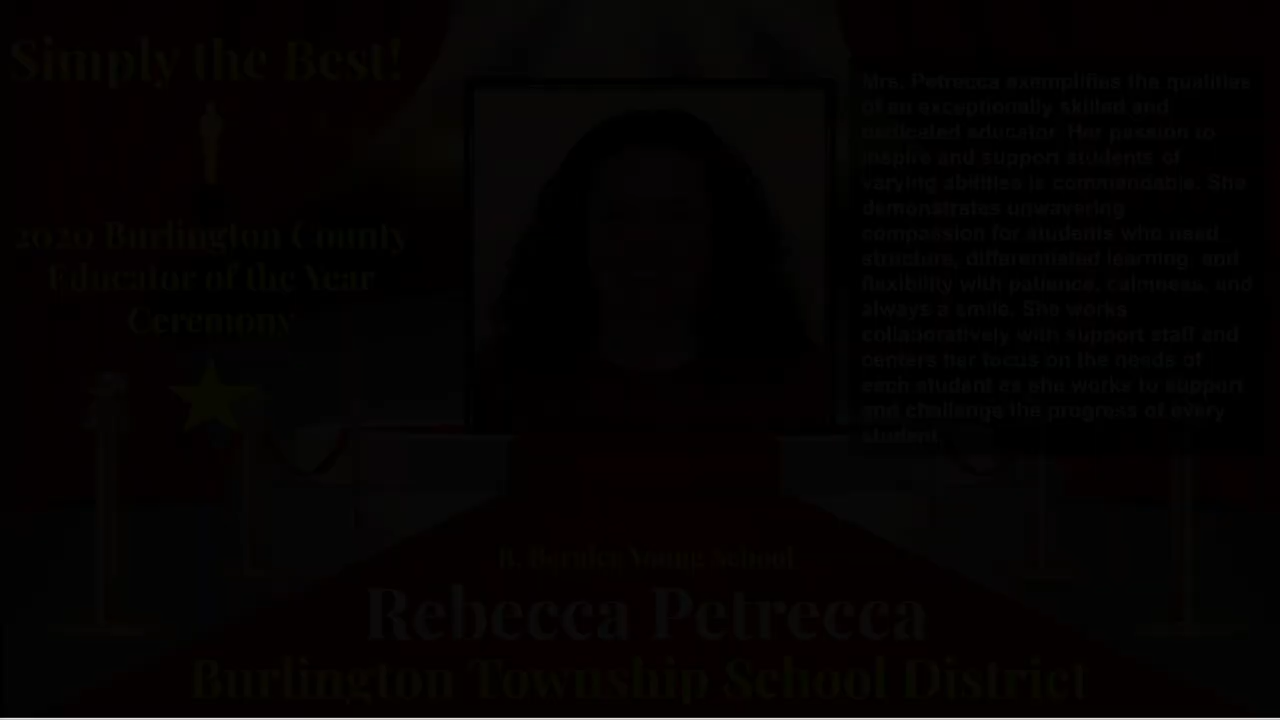 Simply the Best!
2020 Burlington County
Educator of the Year
Ceremony
Mrs. Petrecca exemplifies the qualities
of an exceptionally skilled and
dedicated educator. Her passion to
inspire and support students of
varying abilities is commendable. She
demonstrates unwavering
compassion for students who need
structure, differentiated learning, and
flexibility with patience, calmness, and
always a smile. She works
collaboratively with support staff and
centers her focus on the needs of
each student as she works to support
and challenge the progress of every
student.
B. Bernice Young School
Rebecca Petrecca
Burlington Township School District